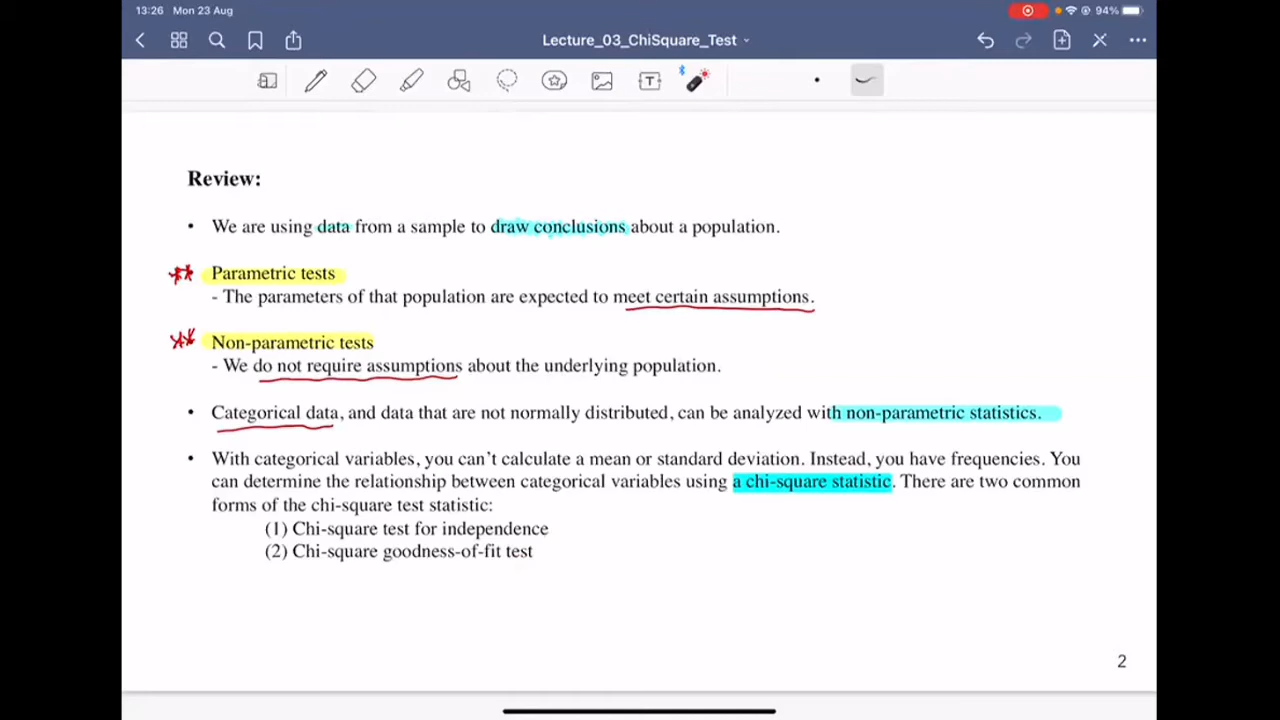 13:26 Mon 23 Aug
94%
Lecture_03_ChiSquare_Test
Review:
• We are using data from a sample to draw conclusions about a population.
Parametric tests
- The parameters of that population are expected to meet certain assumptions.
Non-parametric tests
- We do not require assumptions about the underlying population.
• Categorical data, and data that are not normally distributed, can be analyzed with non-parametric statistics.
• With categorical variables, you can't calculate a mean or standard deviation. Instead, you have frequencies. You
can determine the relationship between categorical variables using a chi-square statistic. There are two common
forms of the chi-square test statistic:
(1) Chi-square test for independence
(2) Chi-square goodness-of-fit test
2